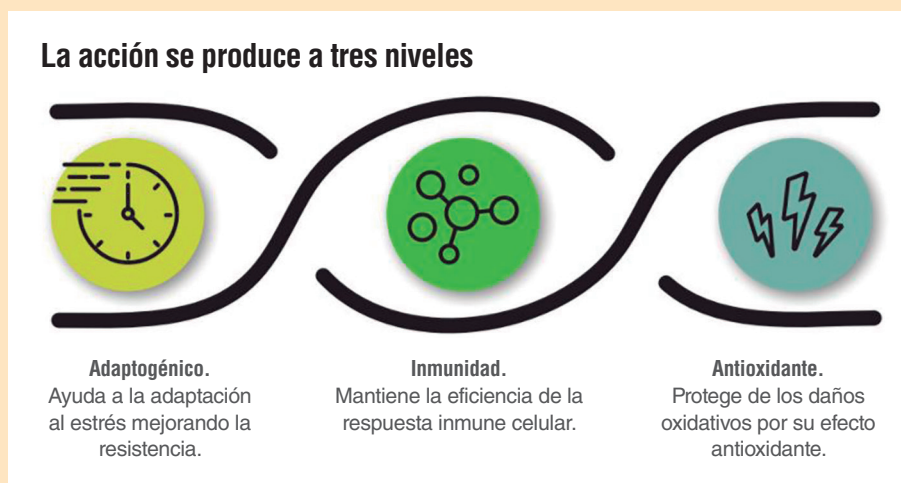 La acción se produce a tres niveles
Adaptogénico.
Ayuda a la adaptación
al estrés mejorando la
resistencia.
Inmunidad.
Mantiene la eficiencia de la
respuesta inmune celular.
Antioxidante.
Protege de los daños
oxidativos por su efecto
antioxidante.